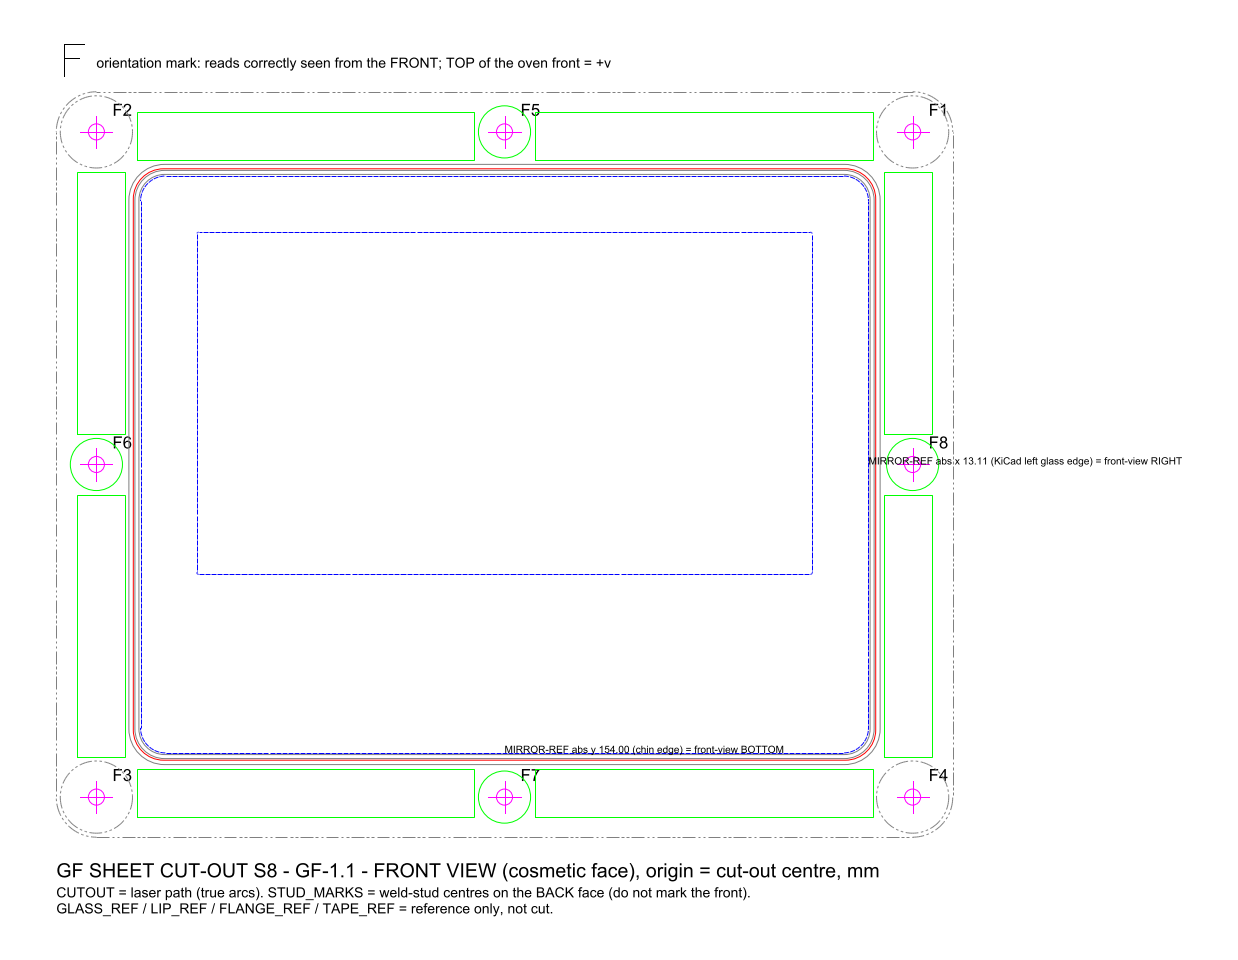 F
orientation mark: reads correctly seen from the FRONT; TOP of the oven front = +v
F2
F5
F1
F6
F8
MIRROR-REF abs x 13.11 (KiCad left glass edge) = front-view RIGHT
MIRROR-REF abs y 154.00 (chin edge) = front-view BOTTOM
F3
F7
F4
GF SHEET CUT-OUT S8 - GF-1.1 - FRONT VIEW (cosmetic face), origin = cut-out centre, mm
CUTOUT = laser path (true arcs). STUD_MARKS = weld-stud centres on the BACK face (do not mark the front).
GLASS_REF / LIP_REF / FLANGE_REF / TAPE_REF = reference only, not cut.